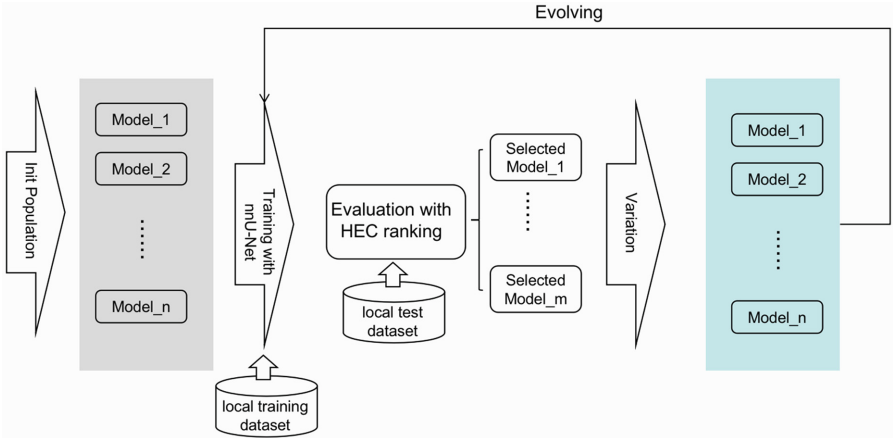 Evolving
Init Population
Model_1
Model_2
Model_n
Training with
nnU-Net
local training
dataset
Evaluation with
HEC ranking
local test
dataset
Selected
Model_1
Selected
Model_m
Variation
Model_1
Model_2
Model_n